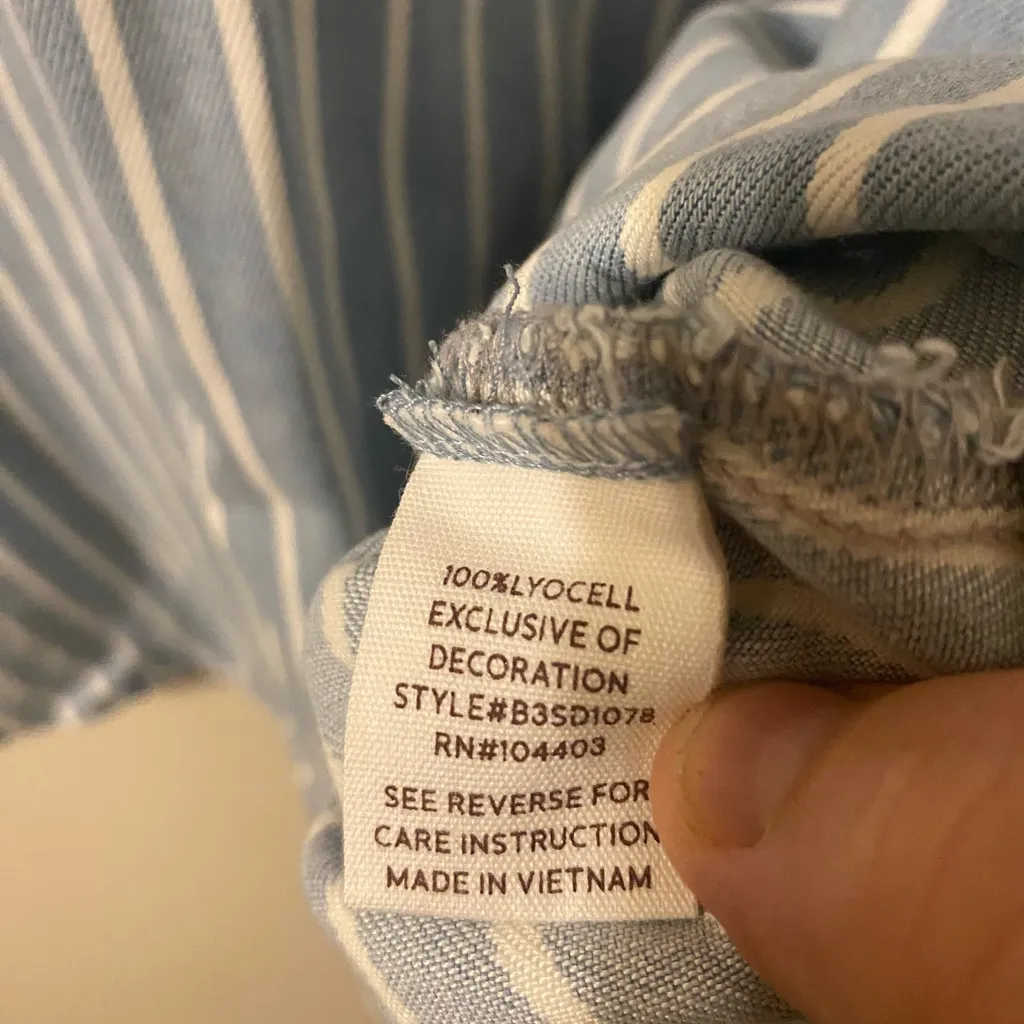 100%LYOCELL
EXCLUSIVE OF
DECORATION
STYLE#B3SD1078
RN#104403
SEE REVERSE FOR
CARE INSTRUCTION
MADE IN VIETNAM